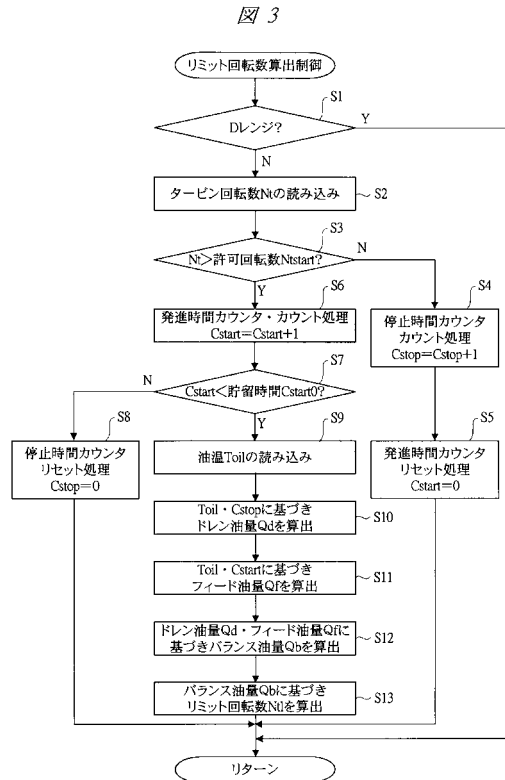 図 3
リミット回転数算出制御
S1
Dレンジ?
Y
N
タービン回転数Ntの読み込み
S2
S3
Nt>許可回転数Ntstart?
N
Y
S6
S4
発進時間カウンタ・カウント処理
Cstart=Cstart+1
停止時間カウンタ
カウント処理
Cstop=Cstop+1
S7
N
Cstart<貯留時間Cstart0?
Y
S8
S9
S5
停止時間カウンタ
リセット処理
Cstop=0
油温Toilの読み込み
発進時間カウンタ
リセット処理
Cstart=0
Toil・Cstopに基づき
ドレン油量Qdを算出
S10
Toil・Cstartに基づき
フィード油量Qfを算出
S11
ドレン油量Qd・フィード油量Qfに
基づきバランス油量Qbを算出
S12
バランス油量Qbに基づき
リミット回転数Ntlを算出
S13
リターン